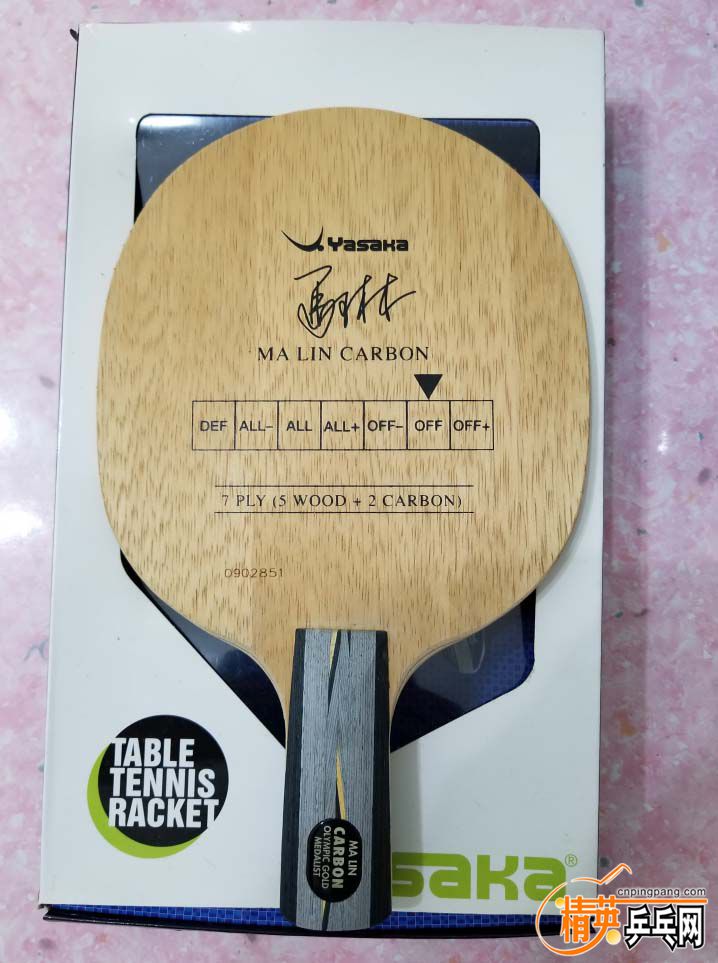 Yasaka
马林
MA LIN CARBON
DEF ALL- ALL ALL+ OFF- OFF OFF+
7 PLY (5 WOOD + 2 CARBON)
0902851
TABLE
TENNIS
RACKET
MA LIN
CARBON
OLYMPIC GOLD
MEDALIST
saka®
cnpingpang.com
精英乒乓网